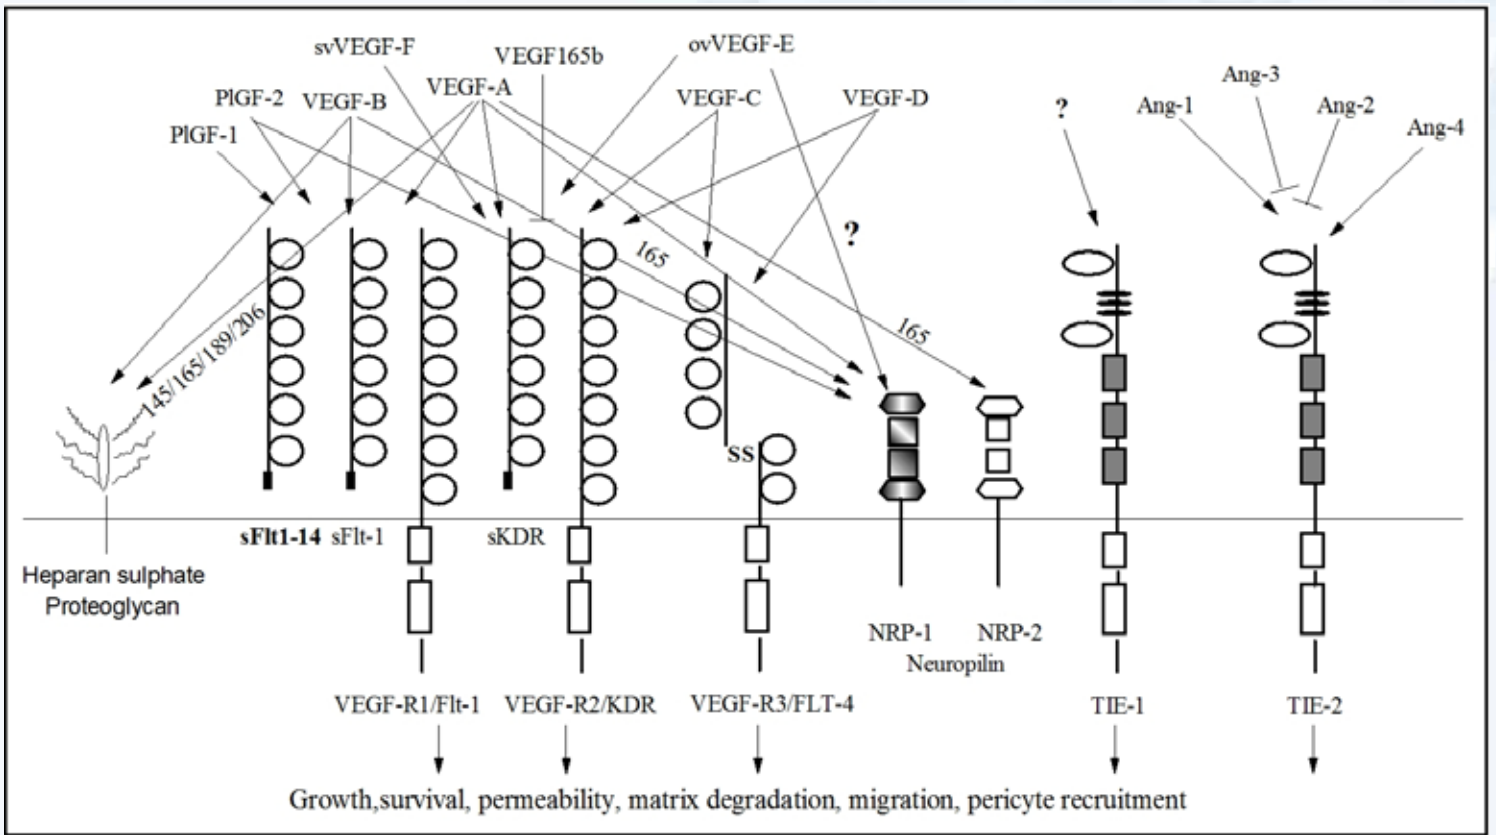 svVEGF-F
VEGF165b
ovVEGF-E
PlGF-2
VEGF-B
VEGF-A
VEGF-C
VEGF-D
PlGF-1
?
Ang-1
Ang-3
Ang-2
Ang-4
?
165
165
145/165/189/206
SS
sFlt1-14
sFlt-1
sKDR
Heparan sulphate
Proteoglycan
NRP-1
NRP-2
Neuropilin
VEGF-R1/Flt-1
VEGF-R2/KDR
VEGF-R3/FLT-4
TIE-1
TIE-2
Growth,survival, permeability, matrix degradation, migration, pericyte recruitment